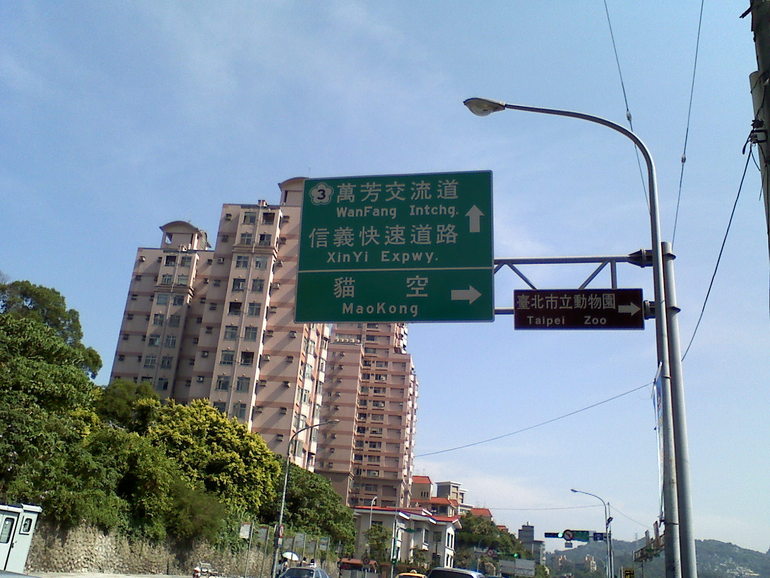 3 萬芳交流道
WanFang Intchg.
信義快速道路
XinYi Expwy.
貓 空
MaoKong
臺北市立動物園
Taipei Zoo